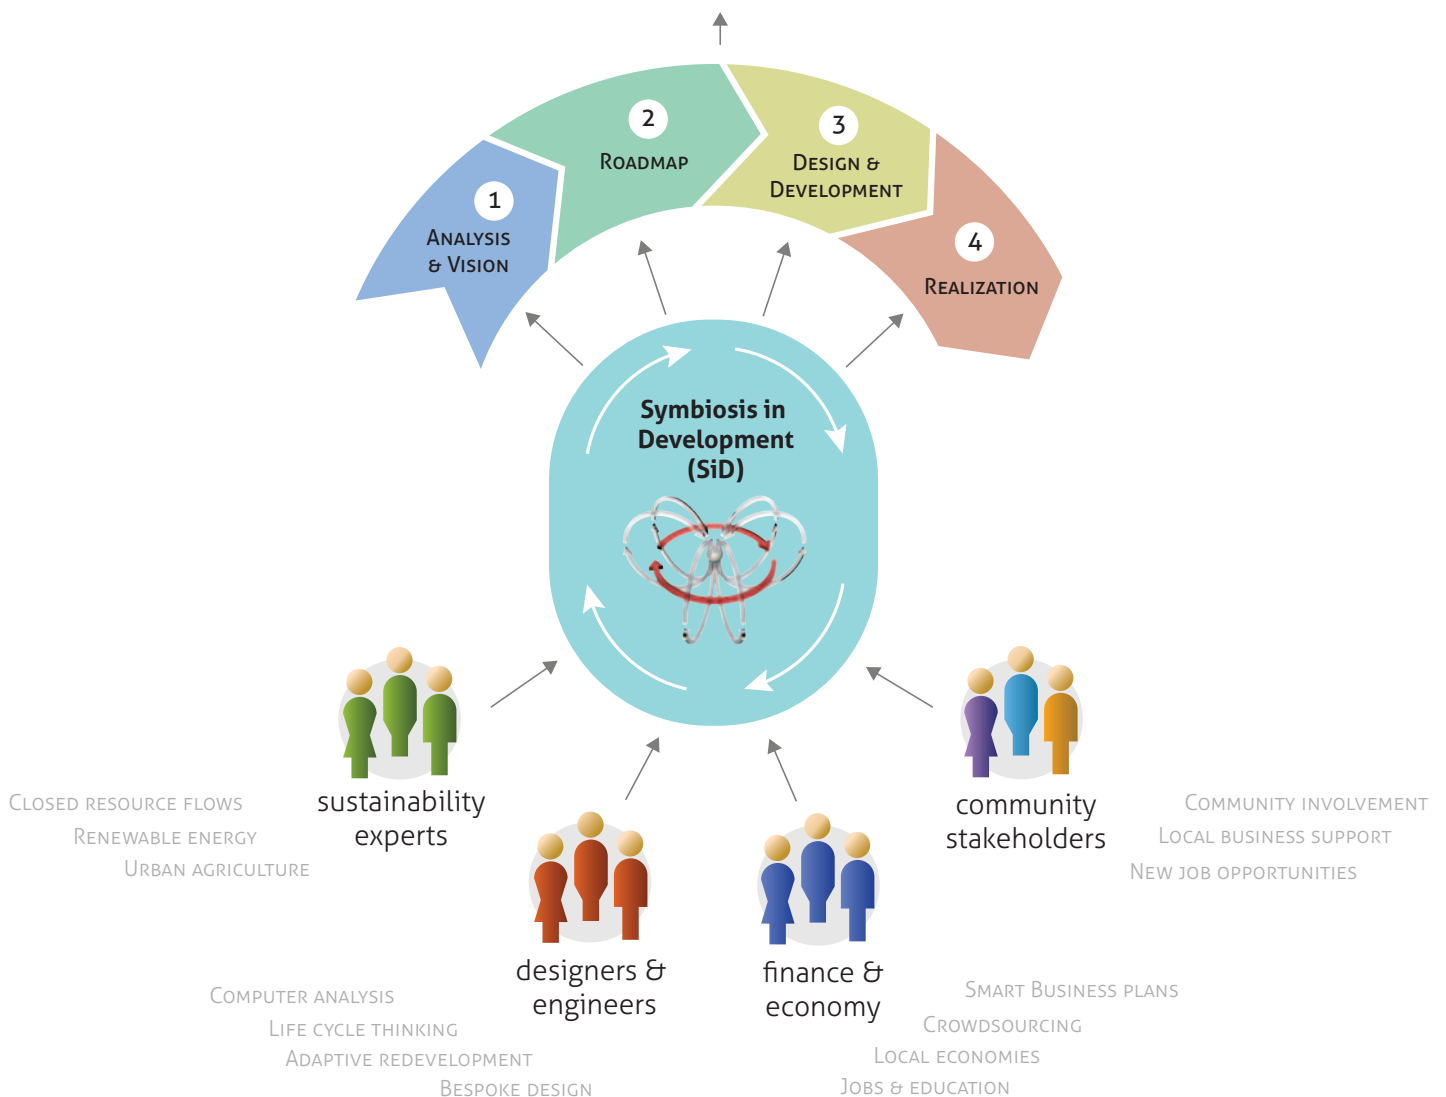 1
Analysis
& Vision
2
Roadmap
3
Design &
Development
4
Realization
Symbiosis in
Development
(SiD)
sustainability
experts
Closed resource flows
Renewable energy
Urban agriculture
designers &
engineers
Computer analysis
Life cycle thinking
Adaptive redevelopment
Bespoke design
finance &
economy
Smart Business plans
Crowdsourcing
Local economies
Jobs & education
community
stakeholders
Community involvement
Local business support
New job opportunities